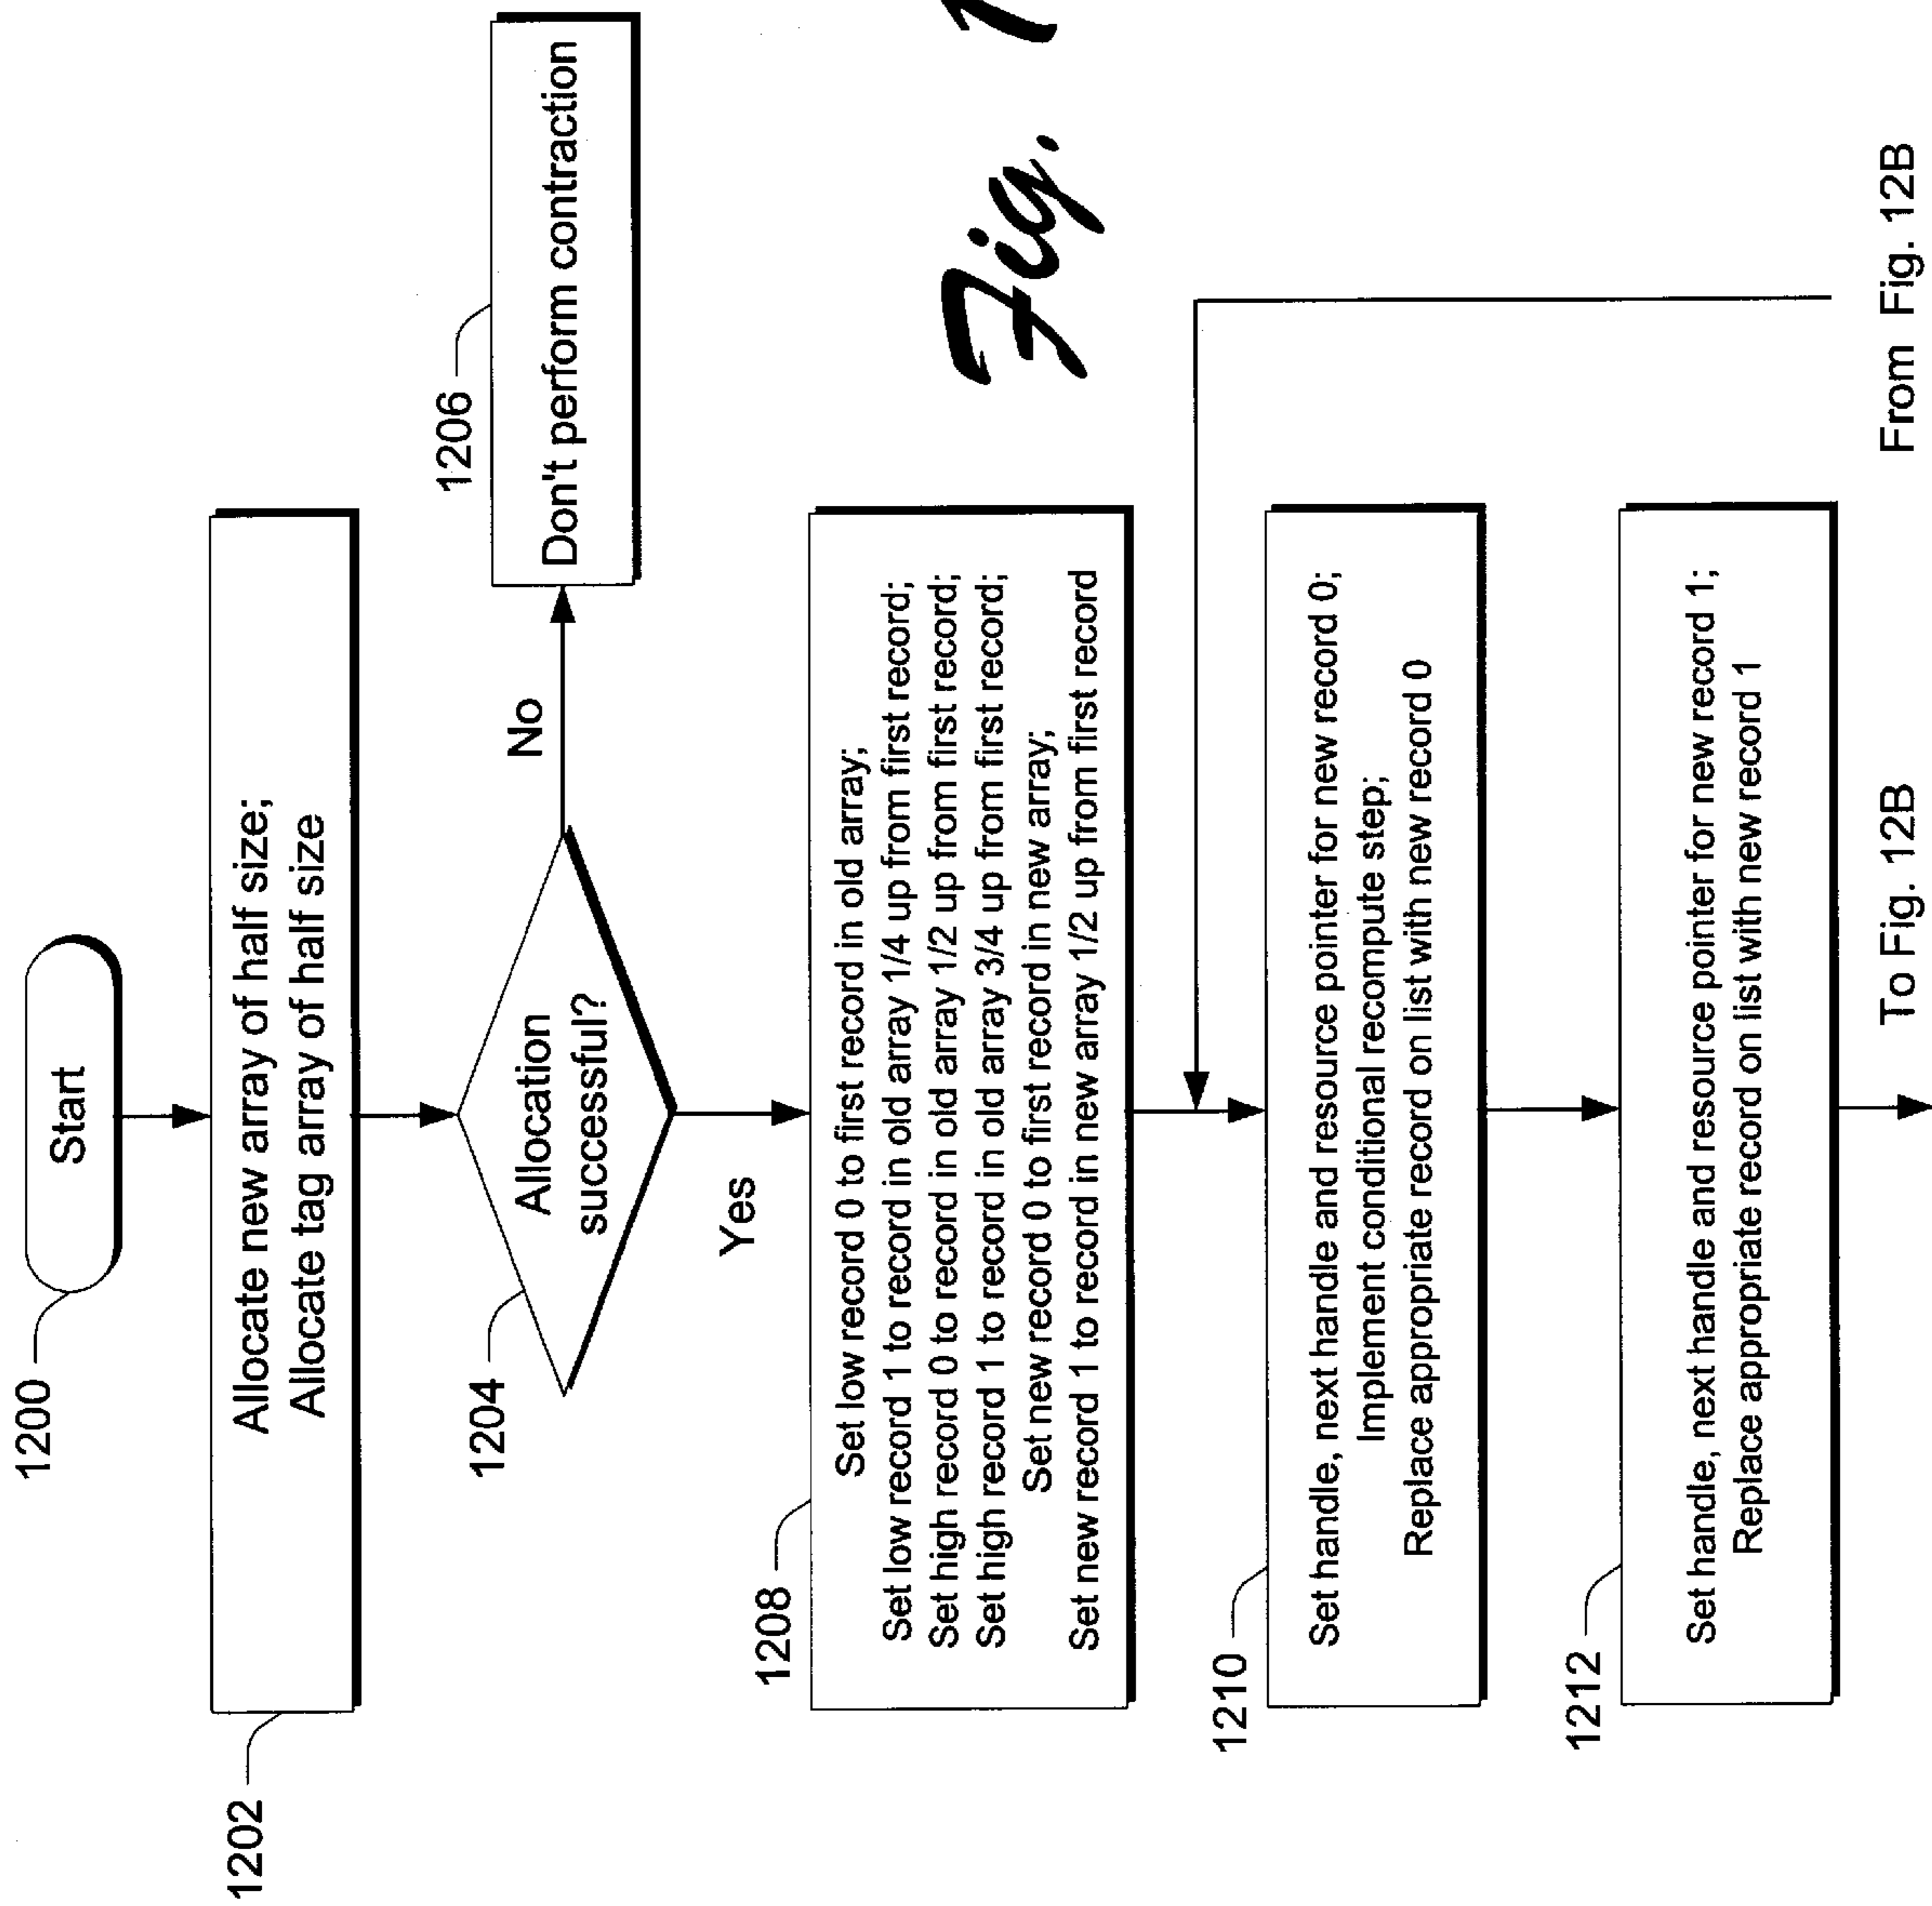 1200
Start
1202
Allocate new array of half size;
Allocate tag array of half size
1204
Allocation
successful?
No
1206
Don't perform contraction
Yes
1208
Set low record 0 to first record in old array;
Set low record 1 to record in old array 1/4 up from first record;
Set high record 0 to record in old array 1/2 up from first record;
Set high record 1 to record in old array 3/4 up from first record;
Set new record 0 to first record in new array;
Set new record 1 to record in new array 1/2 up from first record
1210
Set handle, next handle and resource pointer for new record 0;
Implement conditional recompute step;
Replace appropriate record on list with new record 0
1212
Set handle, next handle and resource pointer for new record 1;
Replace appropriate record on list with new record 1
To Fig. 12B
From Fig. 12B
Fig.